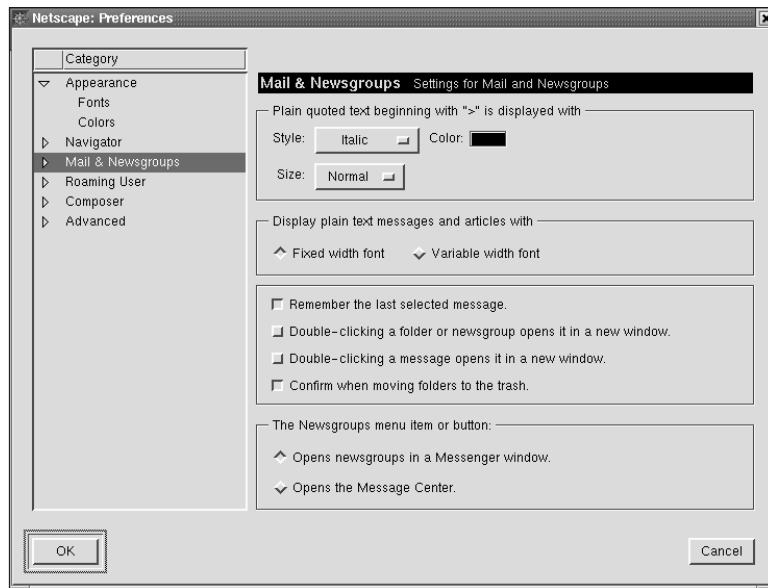 Netscape: Preferences
Category
Appearance
Fonts
Colors
Navigator
Mail & Newsgroups
Roaming User
Composer
Advanced
Mail & Newsgroups Settings for Mail and Newsgroups
Plain quoted text beginning with ">" is displayed with
Style: Italic Color:
Size: Normal
Display plain text messages and articles with
Fixed width font Variable width font
Remember the last selected message.
Double-clicking a folder or newsgroup opens it in a new window.
Double-clicking a message opens it in a new window.
Confirm when moving folders to the trash.
The Newsgroups menu item or button:
Opens newsgroups in a Messenger window.
Opens the Message Center.
OK Cancel